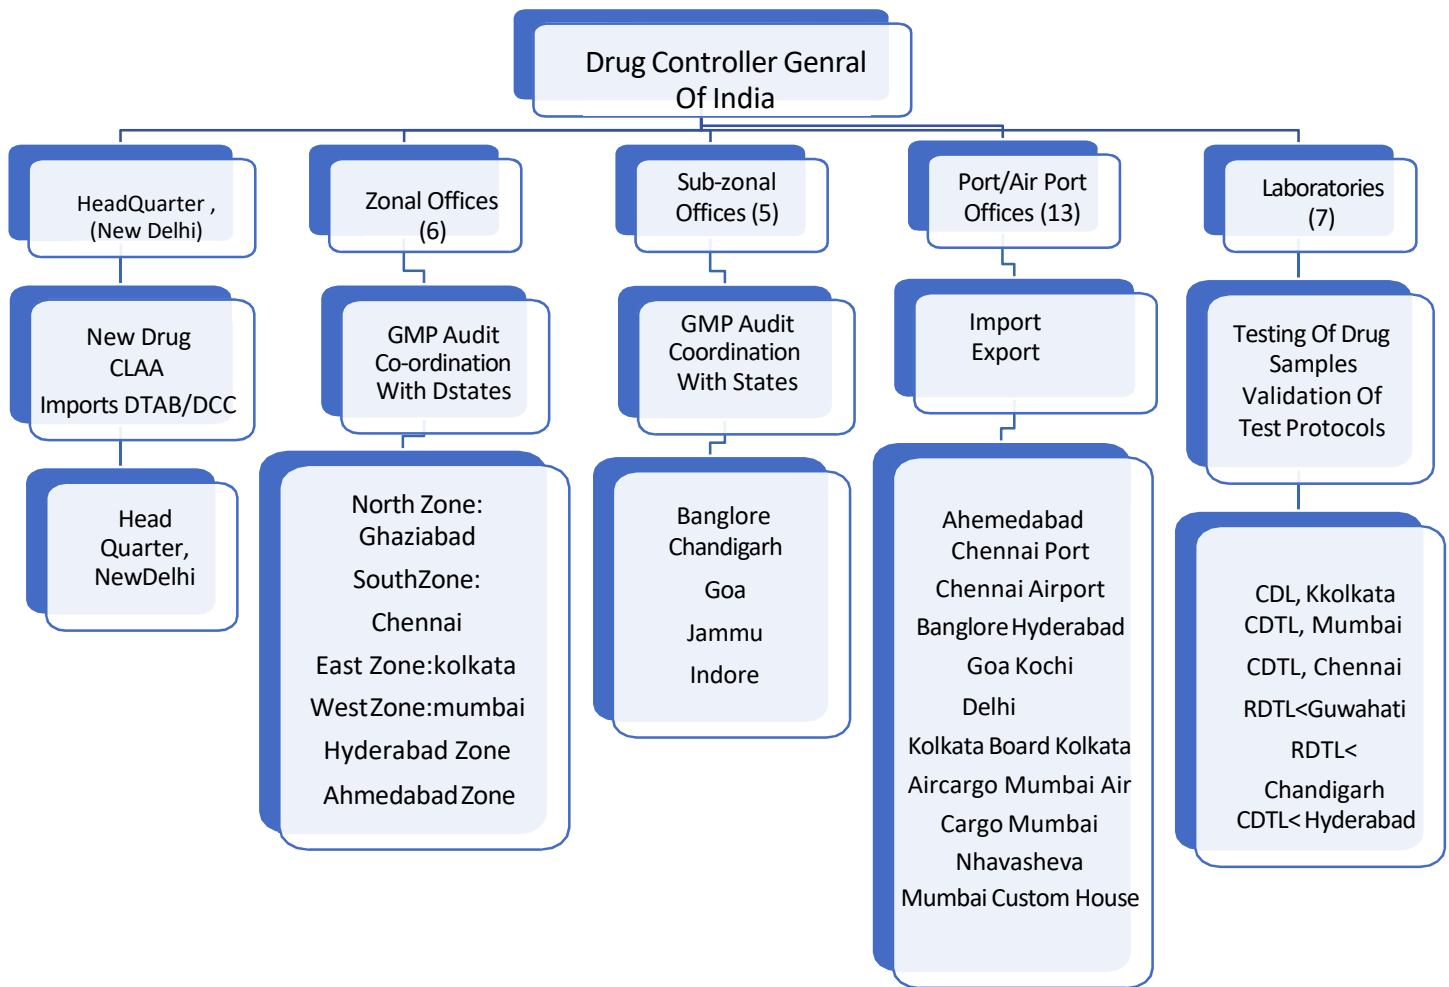 Drug Controller Genral
Of India
HeadQuarter ,
(New Delhi)
Zonal Offices
(6)
Sub-zonal
Offices (5)
Port/Air Port
Offices (13)
Laboratories
(7)
New Drug
CLAA
Imports DTAB/DCC
GMP Audit
Co-ordination
With Dstates
GMP Audit
Coordination
With States
Import
Export
Testing Of Drug
Samples
Validation Of
Test Protocols
Head
Quarter,
NewDelhi
North Zone:
Ghaziabad
SouthZone:
Chennai
East Zone:kolkata
West Zone:mumbai
Hyderabad Zone
Ahmedabad Zone
Banglore
Chandigarh
Goa
Jammu
Indore
Ahemedabad
Chennai Port
Chennai Airport
Banglore Hyderabad
Goa Kochi
Delhi
Kolkata Board Kolkata
Aircargo Mumbai Air
Cargo Mumbai
Nhavasheva
Mumbai Custom House
CDL, Kkolkata
CDTL, Mumbai
CDTL, Chennai
RDTL<Guwahati
RDTL<
Chandigarh
CDTL< Hyderabad